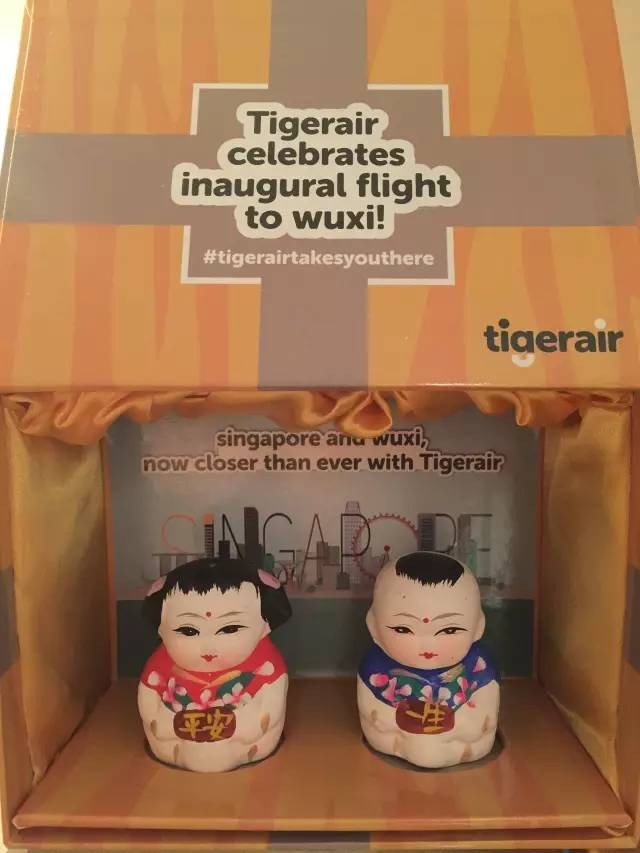 Tigerair
celebrates
inaugural flight
to wuxi!
#tigerairtakesyouthere
tigerair
singapore and wuxi,
now closer than ever with Tigerair
SINGAPORE
平安
一生